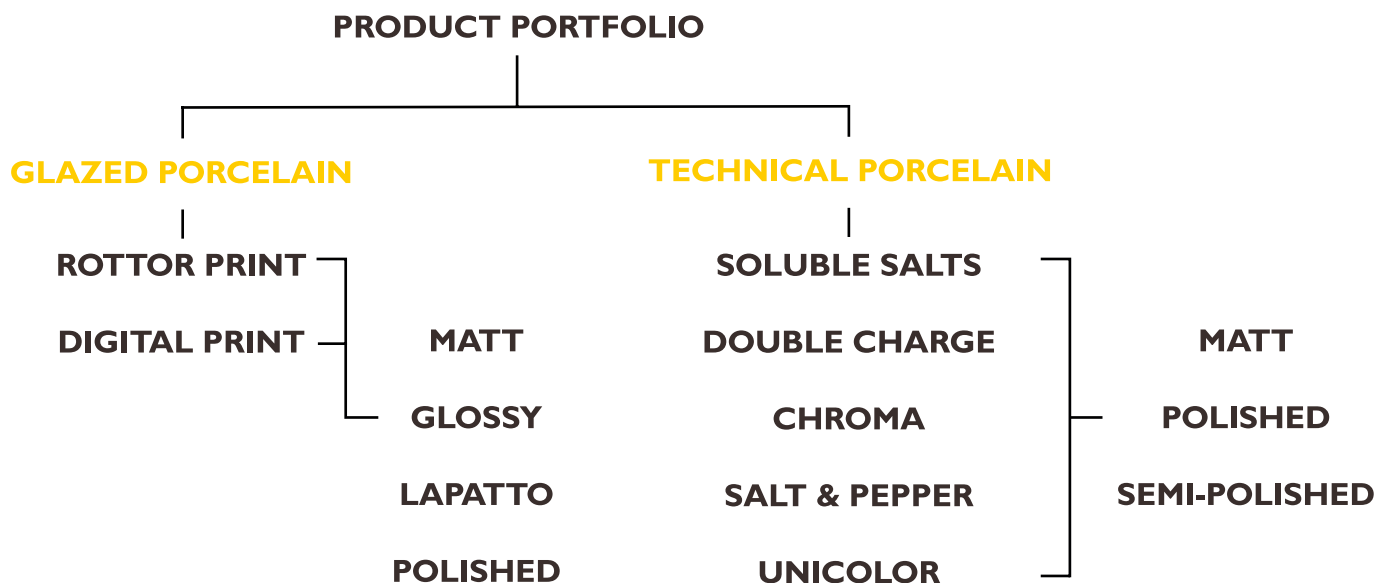 PRODUCT PORTFOLIO
GLAZED PORCELAIN
TECHNICAL PORCELAIN
ROTTOR PRINT
DIGITAL PRINT
MATT
GLOSSY
LAPATTO
POLISHED
SOLUBLE SALTS
DOUBLE CHARGE
CHROMA
SALT & PEPPER
UNICOLOR
MATT
POLISHED
SEMI-POLISHED